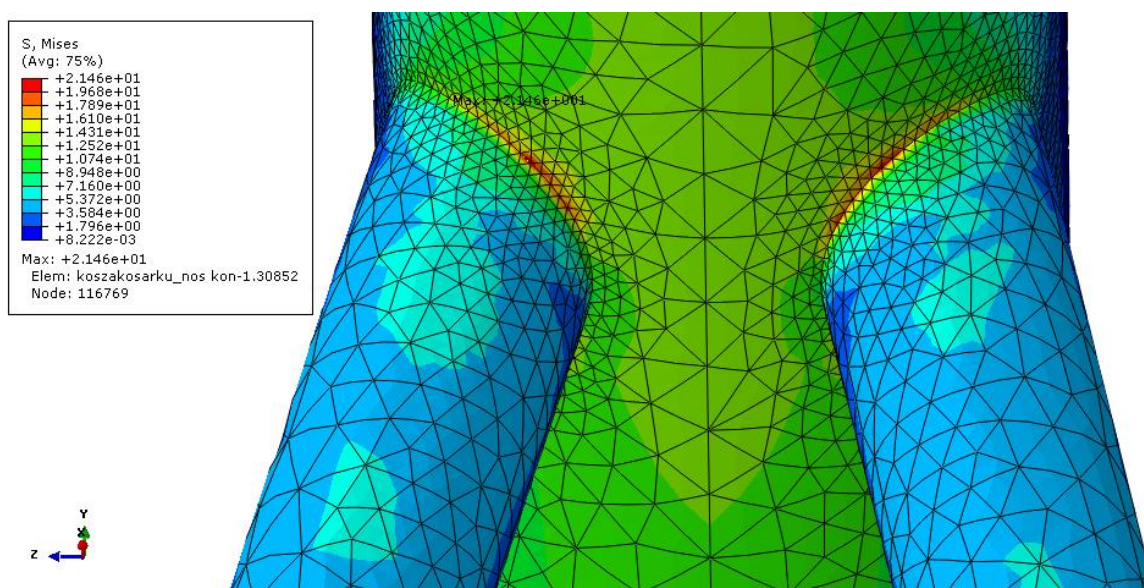 S, Mises
(Avg: 75%)
+2.146e+01
+1.968e+01
+1.789e+01
+1.610e+01
+1.431e+01
+1.252e+01
+1.074e+01
+8.948e+00
+7.160e+00
+5.372e+00
+3.584e+00
+1.796e+00
+8.222e-03
Max: +2.146e+01
Elem: koszakosarku_nos kon-1.30852
Node: 116769
Max: +2.146e+001
Y
X
Z